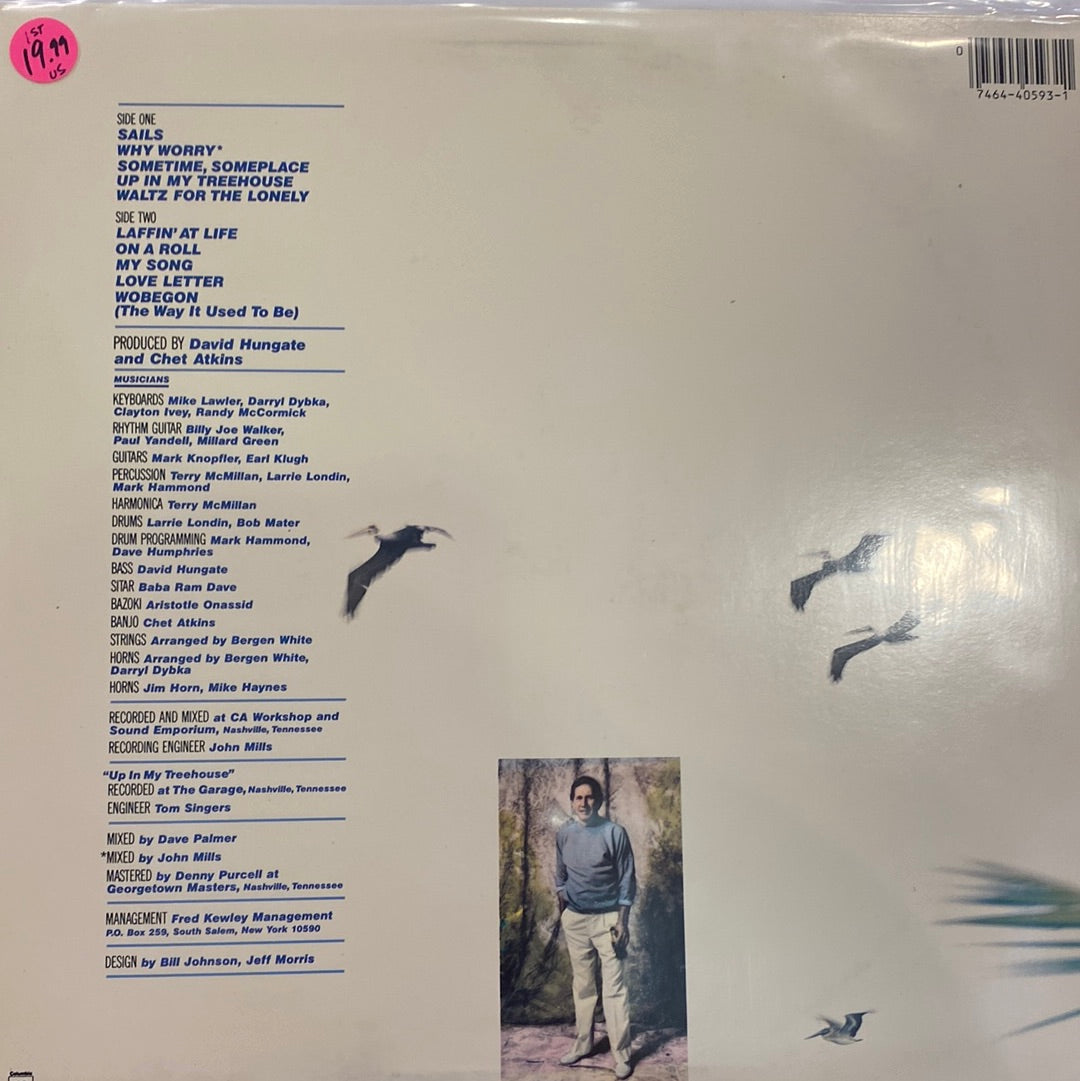 1ST
19.99
US
0
7464-40593-1
SIDE ONE
SAILS
WHY WORRY*
SOMETIME, SOMEPLACE
UP IN MY TREEHOUSE
WALTZ FOR THE LONELY
SIDE TWO
LAFFIN' AT LIFE
ON A ROLL
MY SONG
LOVE LETTER
WOBEGON
(The Way It Used To Be)
PRODUCED BY David Hungate
and Chet Atkins
MUSICIANS
KEYBOARDS Mike Lawler, Darryl Dybka,
Clayton Ivey, Randy McCormick
RHYTHM GUITAR Billy Joe Walker,
Paul Yandell, Millard Green
GUITARS Mark Knopfler, Earl Klugh
PERCUSSION Terry McMillan, Larrie Londin,
Mark Hammond
HARMONICA Terry McMillan
DRUMS Larrie Londin, Bob Mater
DRUM PROGRAMMING Mark Hammond,
Dave Humphries
BASS David Hungate
SITAR Baba Ram Dave
BAZOKI Aristotle Onassid
BANJO Chet Atkins
STRINGS Arranged by Bergen White
HORNS Arranged by Bergen White,
Darryl Dybka
HORNS Jim Horn, Mike Haynes
RECORDED AND MIXED at CA Workshop and
Sound Emporium, Nashville, Tennessee
RECORDING ENGINEER John Mills
"Up In My Treehouse"
RECORDED at The Garage, Nashville, Tennessee
ENGINEER Tom Singers
MIXED by Dave Palmer
*MIXED by John Mills
MASTERED by Denny Purcell at
Georgetown Masters, Nashville, Tennessee
MANAGEMENT Fred Kewley Management
P.O. Box 259, South Salem, New York 10590
DESIGN by Bill Johnson, Jeff Morris
Columbia